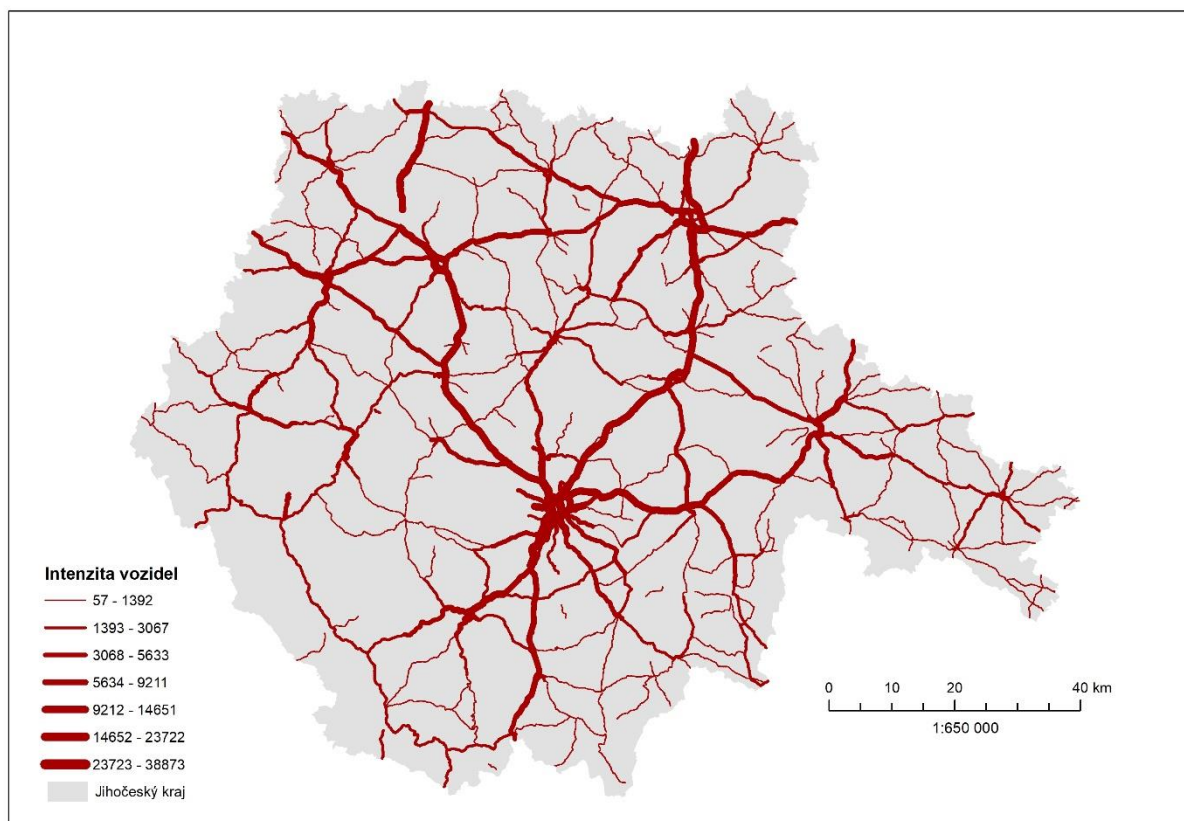 Intenzita vozidel
57 - 1392
1393 - 3067
3068 - 5633
5634 - 9211
9212 - 14651
14652 - 23722
23723 - 38873
Jihočeský kraj
0 10 20 40 km
1:650 000